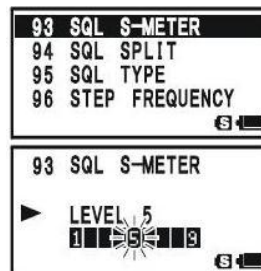 93 SQL S-METER
94 SQL SPLIT
95 SQL TYPE
96 STEP FREQUENCY
S
93 SQL S-METER
LEVEL 5
1 5 9
S